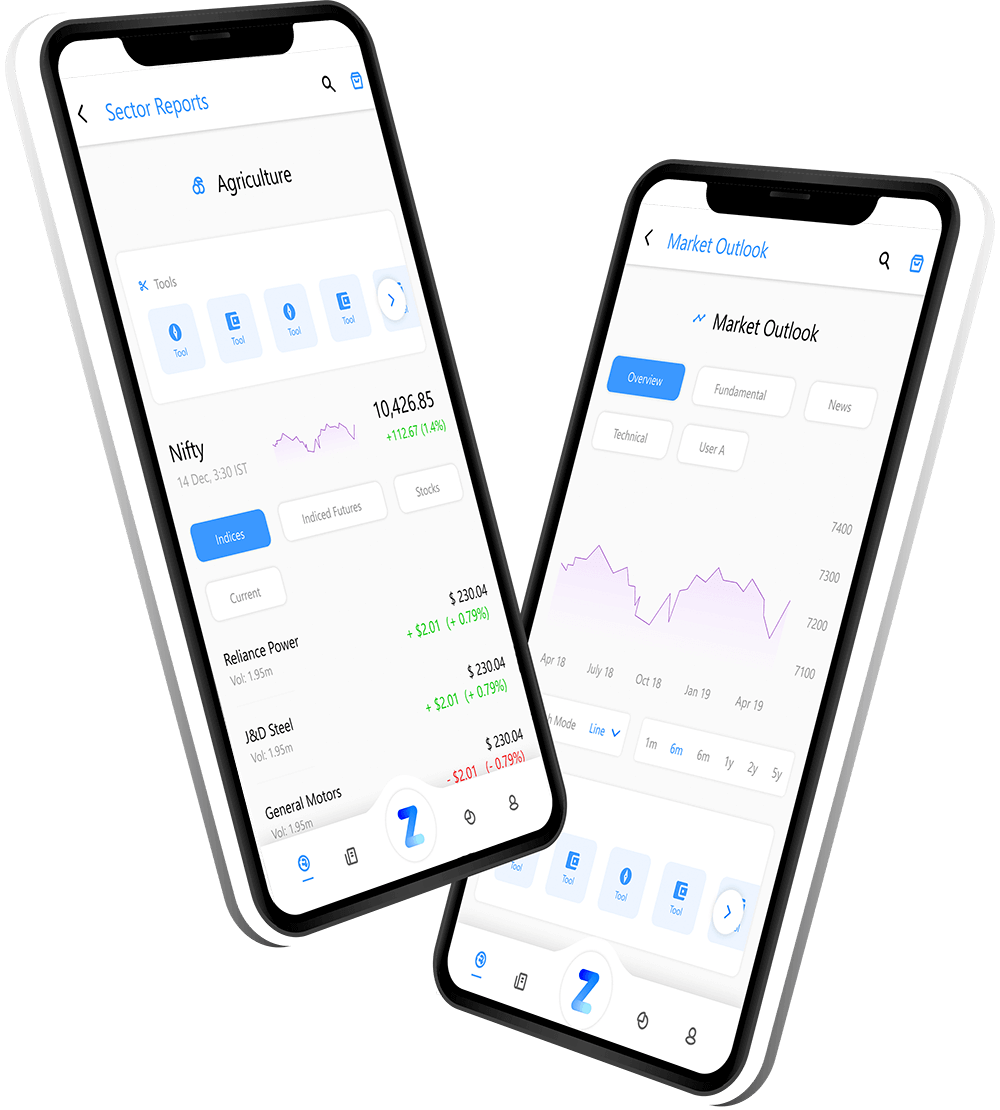 Sector Reports
Agriculture
Tools
Tool Tool Tool Tool
Nifty
14 Dec, 3:30 IST
10,426.85
+112.67 (1.4%)
Indices Indiced Futures Stocks
Current
Reliance Power $ 230.04
Vol: 1.95m + $2.01 (+ 0.79%)
J&D Steel $ 230.04
Vol: 1.95m + $2.01 (+ 0.79%)
General Motors $ 230.04
Vol: 1.95m - $2.01 (- 0.79%)
Z
Market Outlook
Market Outlook
Overview Fundamental News
Technical User A
7400
7300
7200
7100
Apr 18 July 18 Oct 18 Jan 19 Apr 19
Mode Line
1m 6m 6m 1y 2y 5y
Tool Tool Tool Tool
Z